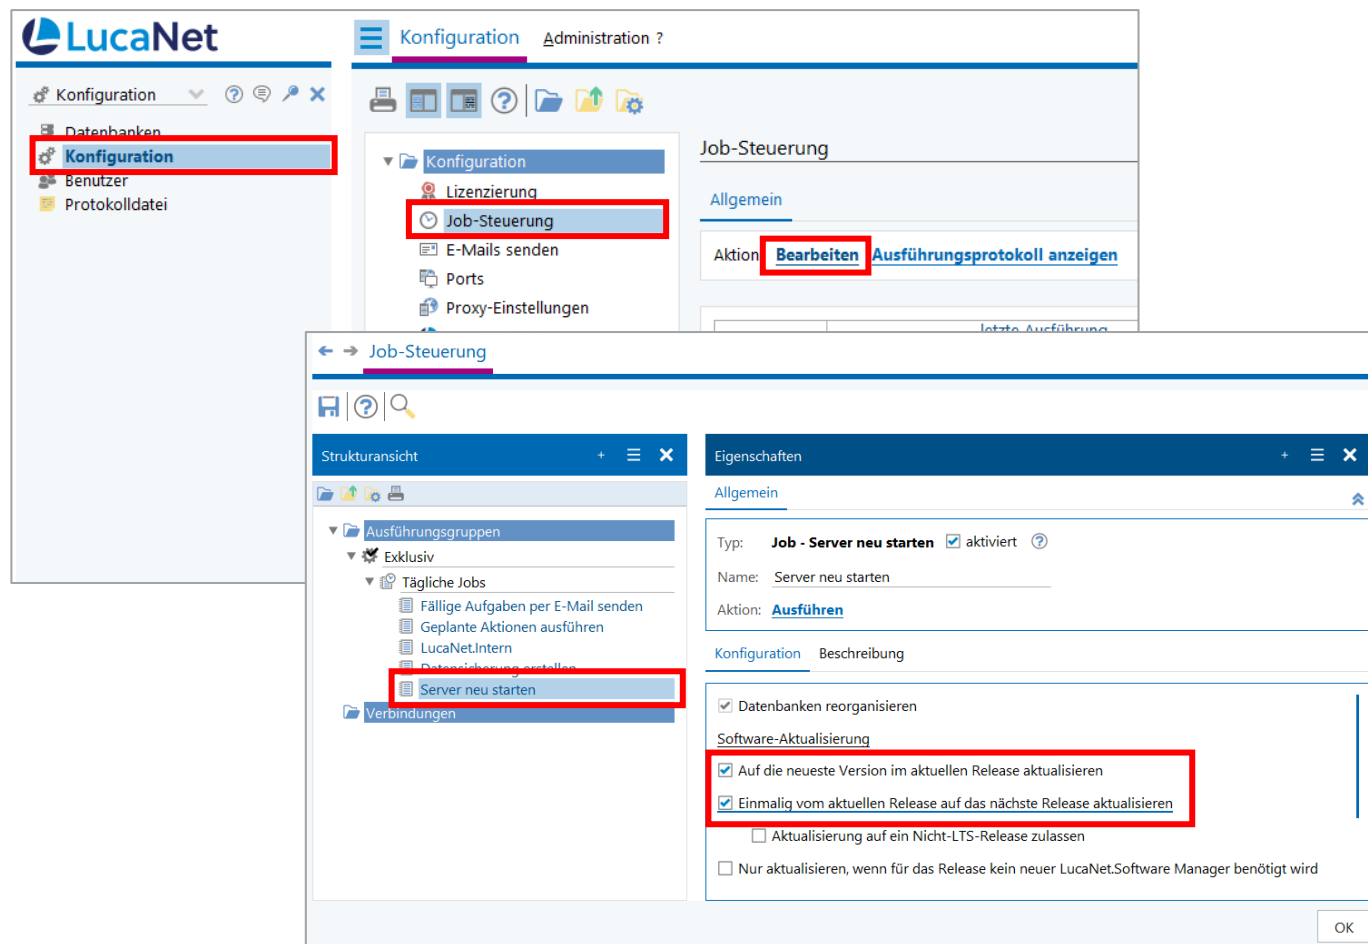 LucaNet
Konfiguration Administration ?
Konfiguration
Datenbanken
Konfiguration
Benutzer
Protokolldatei
Konfiguration
Lizenzierung
Job-Steuerung
E-Mails senden
Ports
Proxy-Einstellungen
Job-Steuerung
Allgemein
Aktion Bearbeiten Ausführungsprotokoll anzeigen
letzte Ausführung
Job-Steuerung
Strukturansicht
Ausführungsgruppen
Exklusiv
Tägliche Jobs
Fällige Aufgaben per E-Mail senden
Geplante Aktionen ausführen
LucaNet.Intern
Datensicherung erstellen
Server neu starten
Verbindungen
Eigenschaften
Allgemein
Typ: Job - Server neu starten aktiviert
Name: Server neu starten
Aktion: Ausführen
Konfiguration Beschreibung
Datenbanken reorganisieren
Software-Aktualisierung
Auf die neueste Version im aktuellen Release aktualisieren
Einmalig vom aktuellen Release auf das nächste Release aktualisieren
Aktualisierung auf ein Nicht-LTS-Release zulassen
Nur aktualisieren, wenn für das Release kein neuer LucaNet.Software Manager benötigt wird
OK